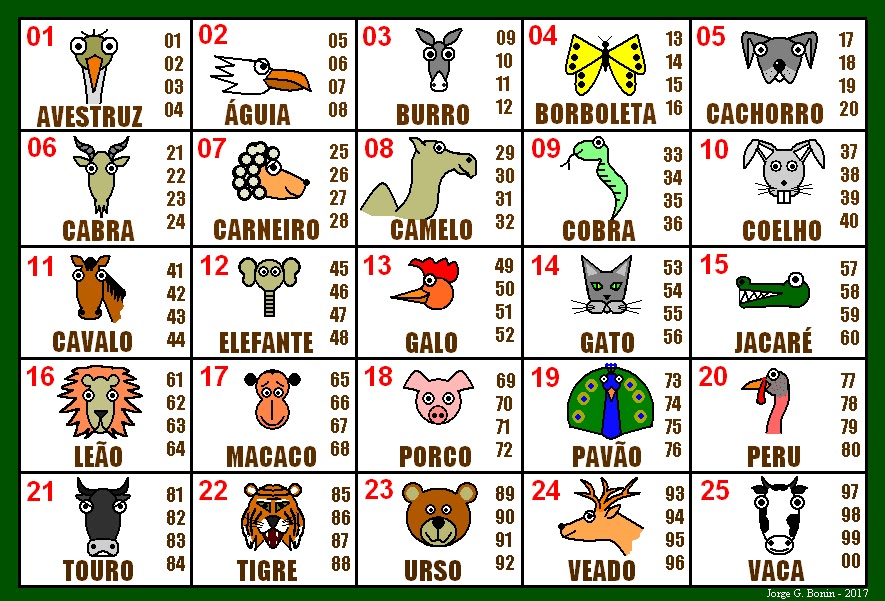 01 AVESTRUZ 01 02 03 04
02 ÁGUIA 05 06 07 08
03 BURRO 09 10 11 12
04 BORBOLETA 13 14 15 16
05 CACHORRO 17 18 19 20
06 CABRA 21 22 23 24
07 CARNEIRO 25 26 27 28
08 CAMELO 29 30 31 32
09 COBRA 33 34 35 36
10 COELHO 37 38 39 40
11 CAVALO 41 42 43 44
12 ELEFANTE 45 46 47 48
13 GALO 49 50 51 52
14 GATO 53 54 55 56
15 JACARÉ 57 58 59 60
16 LEÃO 61 62 63 64
17 MACACO 65 66 67 68
18 PORCO 69 70 71 72
19 PAVÃO 73 74 75 76
20 PERU 77 78 79 80
21 TOURO 81 82 83 84
22 TIGRE 85 86 87 88
23 URSO 89 90 91 92
24 VEADO 93 94 95 96
25 VACA 97 98 99 00
Jorge G. Bonin - 2017